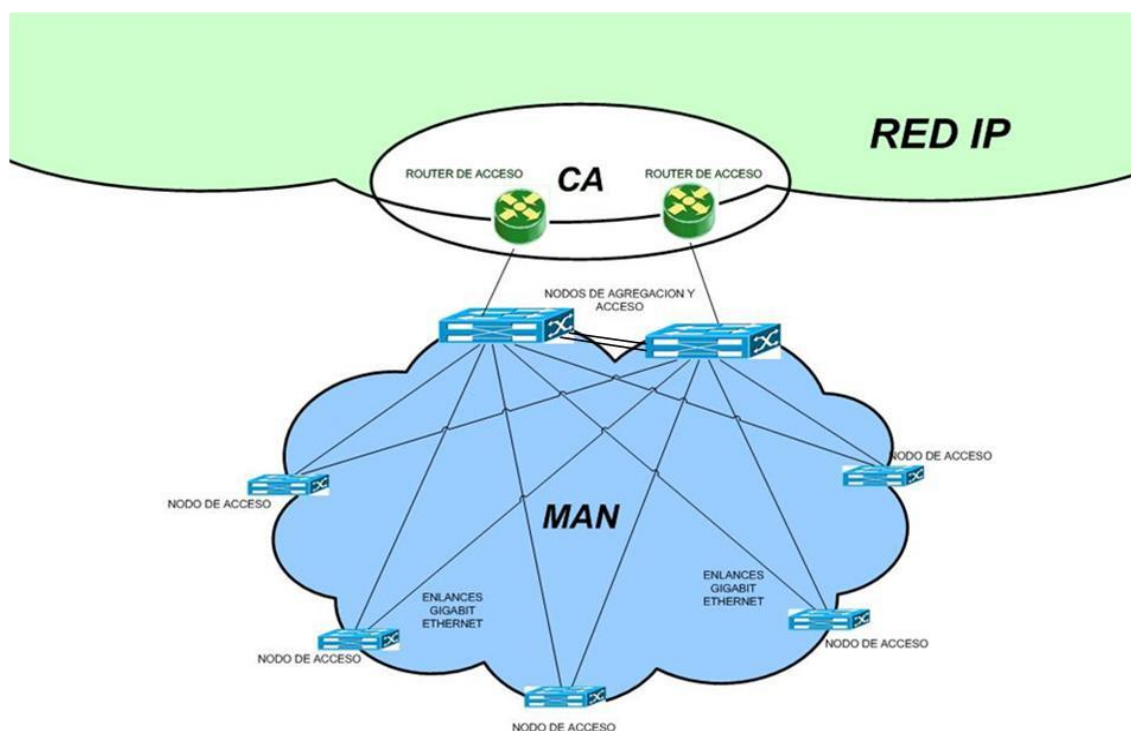 RED IP
ROUTER DE ACCESO
CA
ROUTER DE ACCESO
NODOS DE AGREGACION Y
ACCESO
NODO DE ACCESO
NODO DE ACCESO
MAN
ENLANCES
GIGABIT
ETHERNET
ENLANCES
GIGABIT
ETHERNET
NODO DE ACCESO
NODO DE ACCESO
NODO DE ACCESO